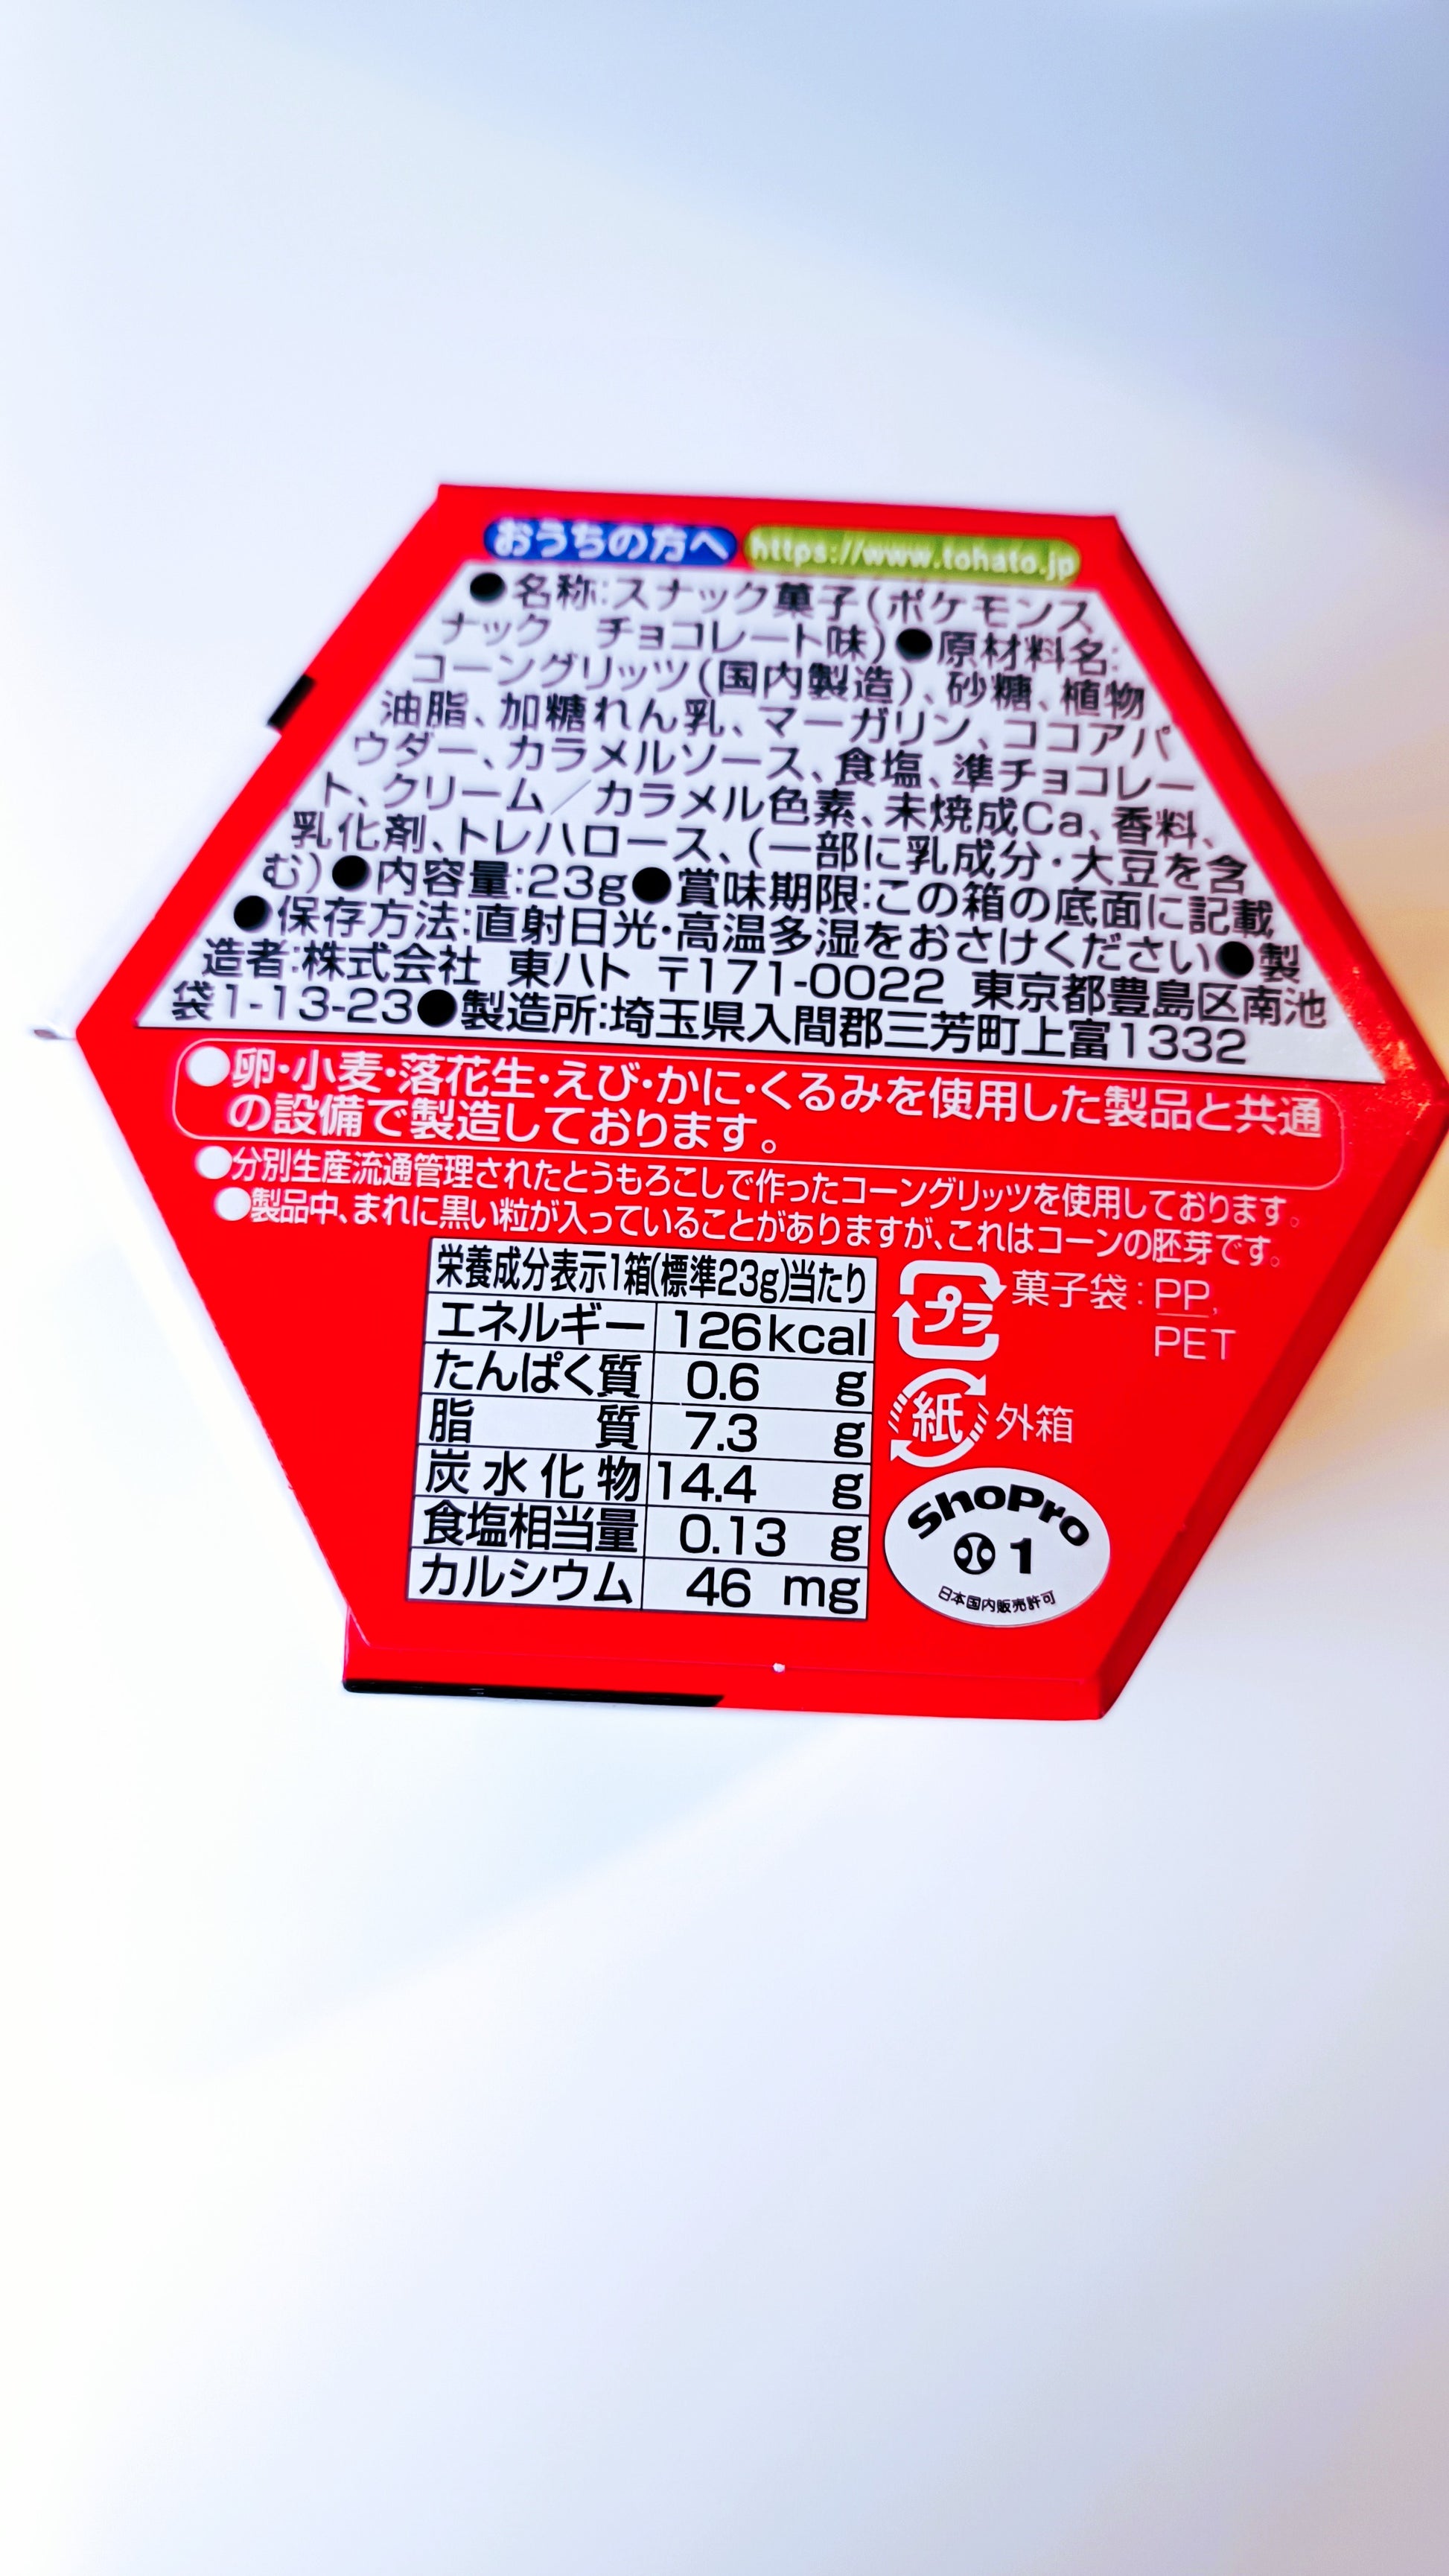 おうちの方へ https://www.tohato.jp
●名称:スナック菓子(ポケモンス
ナック チョコレート味)●原材料名:
コーングリッツ(国内製造)、砂糖、植物
油脂、加糖れん乳、マーガリン、ココアパ
ウダー、カラメルソース、食塩、準チョコレー
ト、クリーム/カラメル色素、未焼成Ca、香料、
乳化剤、トレハロース、(一部に乳成分・大豆を含
む)●内容量:23g●賞味期限:この箱の底面に記載
●保存方法:直射日光・高温多湿をおさけください●製
造者:株式会社 東ハト 〒171-0022 東京都豊島区南池
袋1-13-23●製造所:埼玉県入間郡三芳町上富1332
●卵・小麦・落花生・えび・かに・くるみを使用した製品と共通
の設備で製造しております。
●分別生産流通管理されたとうもろこしで作ったコーングリッツを使用しております。
●製品中、まれに黒い粒が入っていることがありますが、これはコーンの胚芽です。
栄養成分表示1箱(標準23g)当たり
エネルギー 126kcal
たんぱく質 0.6 g
脂質 7.3 g
炭水化物 14.4 g
食塩相当量 0.13 g
カルシウム 46 mg
プラ 菓子袋:PP,
PET
紙 外箱
ShoPro
1
日本国内販売許可